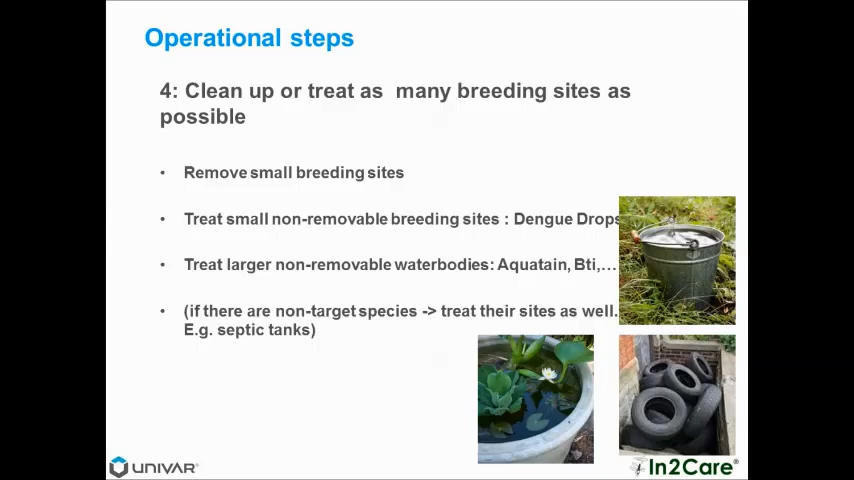 Operational steps
4: Clean up or treat as many breeding sites as
possible
• Remove small breeding sites
• Treat small non-removable breeding sites : Dengue Drops
• Treat larger non-removable waterbodies: Aquatain, Bti,…
• (if there are non-target species -> treat their sites as well.
E.g. septic tanks)
UNIVAR®
In2Care®